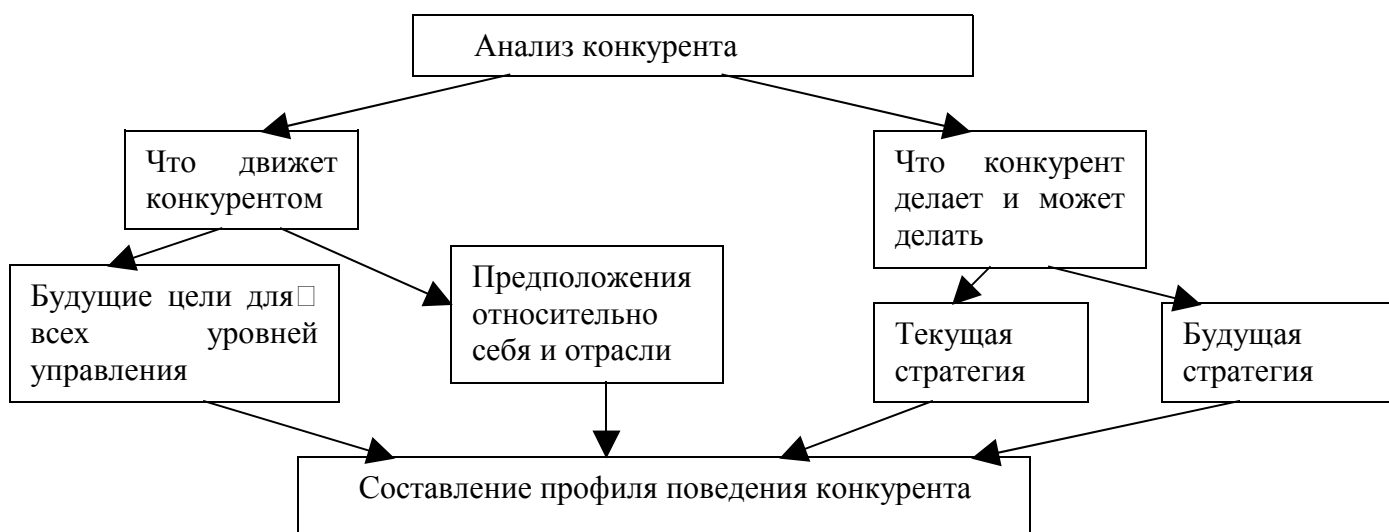 Анализ конкурента
Что движет
конкурентом
Что конкурент
делает и может
делать
Будущие цели для
всех уровней
управления
Предположения
относительно
себя и отрасли
Текущая
стратегия
Будущая
стратегия
Составление профиля поведения конкурента